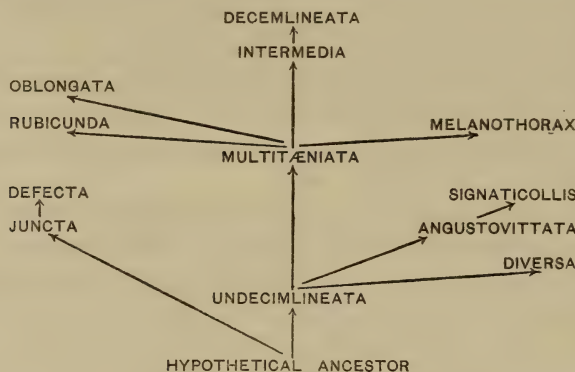 DECEMLINEATA
INTERMEDIA
OBLONGATA
RUBICUNDA
MELANOTHORAX
MULTITÆNIATA
DEFECTA
SIGNATICOLLIS
JUNCTA
ANGUSTOVITTATA
DIVERSA
UNDECIMLINEATA
HYPOTHETICAL ANCESTOR